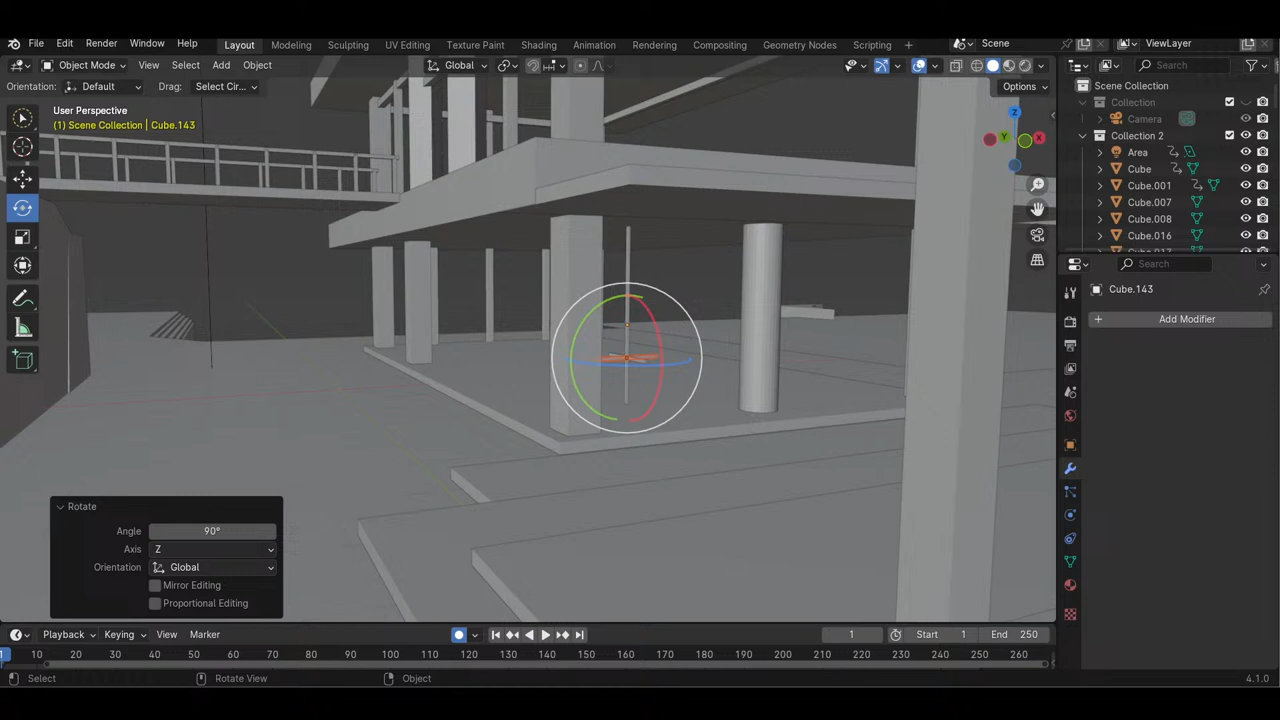 File Edit Render Window Help Layout Modeling Sculpting UV Editing Texture Paint Shading Animation Rendering Compositing Geometry Nodes Scripting Scene ViewLayer
Object Mode View Select Add Object Global Search
Orientation: Default Drag: Select Cir... Options Scene Collection
User Perspective
(1) Scene Collection | Cube.143
Collection
Camera
Collection 2
Area
Cube
Cube.001
Cube.007
Cube.008
Cube.016
Search
Cube.143
Add Modifier
Z
X
Y
Rotate
Angle 90°
Axis Z
Orientation Global
Mirror Editing
Proportional Editing
Playback Keying View Marker 1 Start 1 End 250
1 10 20 30 40 50 60 70 80 90 100 110 120 130 140 150 160 170 180 190 200 210 220 230 240 250 260
Select Rotate View Object 4.1.0